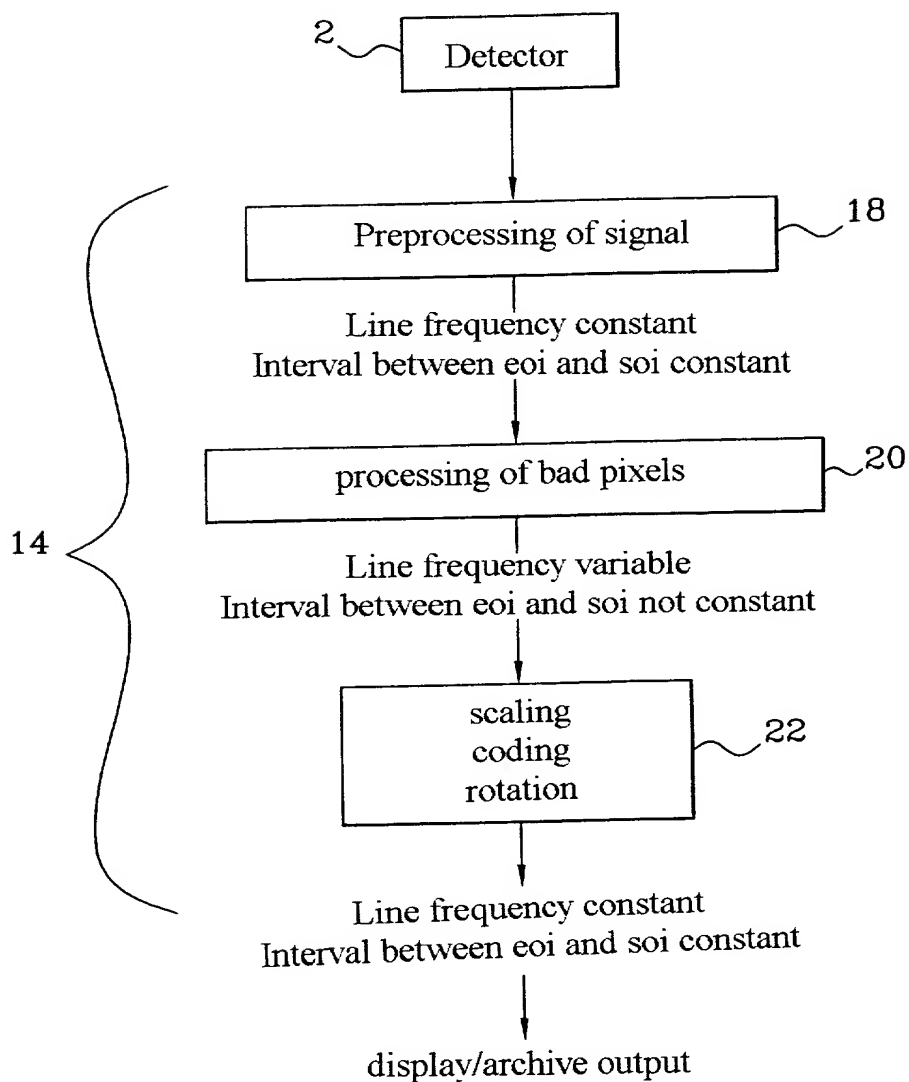 2
Detector
18
Preprocessing of signal
Line frequency constant
Interval between eoi and soi constant
20
processing of bad pixels
14
Line frequency variable
Interval between eoi and soi not constant
scaling
coding
rotation
22
Line frequency constant
Interval between eoi and soi constant
display/archive output